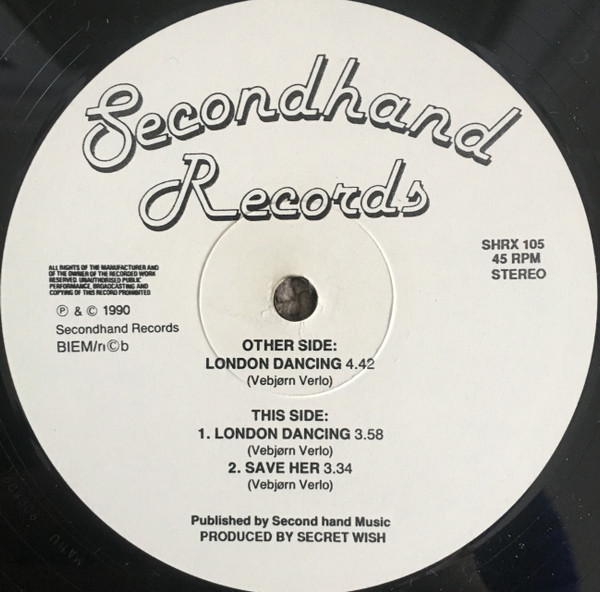 Secondhand
Records
SHRX 105
45 RPM
STEREO
ALL RIGHTS OF THE MANUFACTURER AND
OF THE OWNER OF THE RECORDED WORK
RESERVED. UNAUTHORISED PUBLIC
PERFORMANCE, BROADCASTING AND
COPYING OF THIS RECORD PROHIBITED
Ⓟ & © 1990
Secondhand Records
BIEM/n©b
OTHER SIDE:
LONDON DANCING 4.42
(Vebjørn Verlo)
THIS SIDE:
1. LONDON DANCING 3.58
(Vebjørn Verlo)
2. SAVE HER 3.34
(Vebjørn Verlo)
Published by Second hand Music
PRODUCED BY SECRET WISH